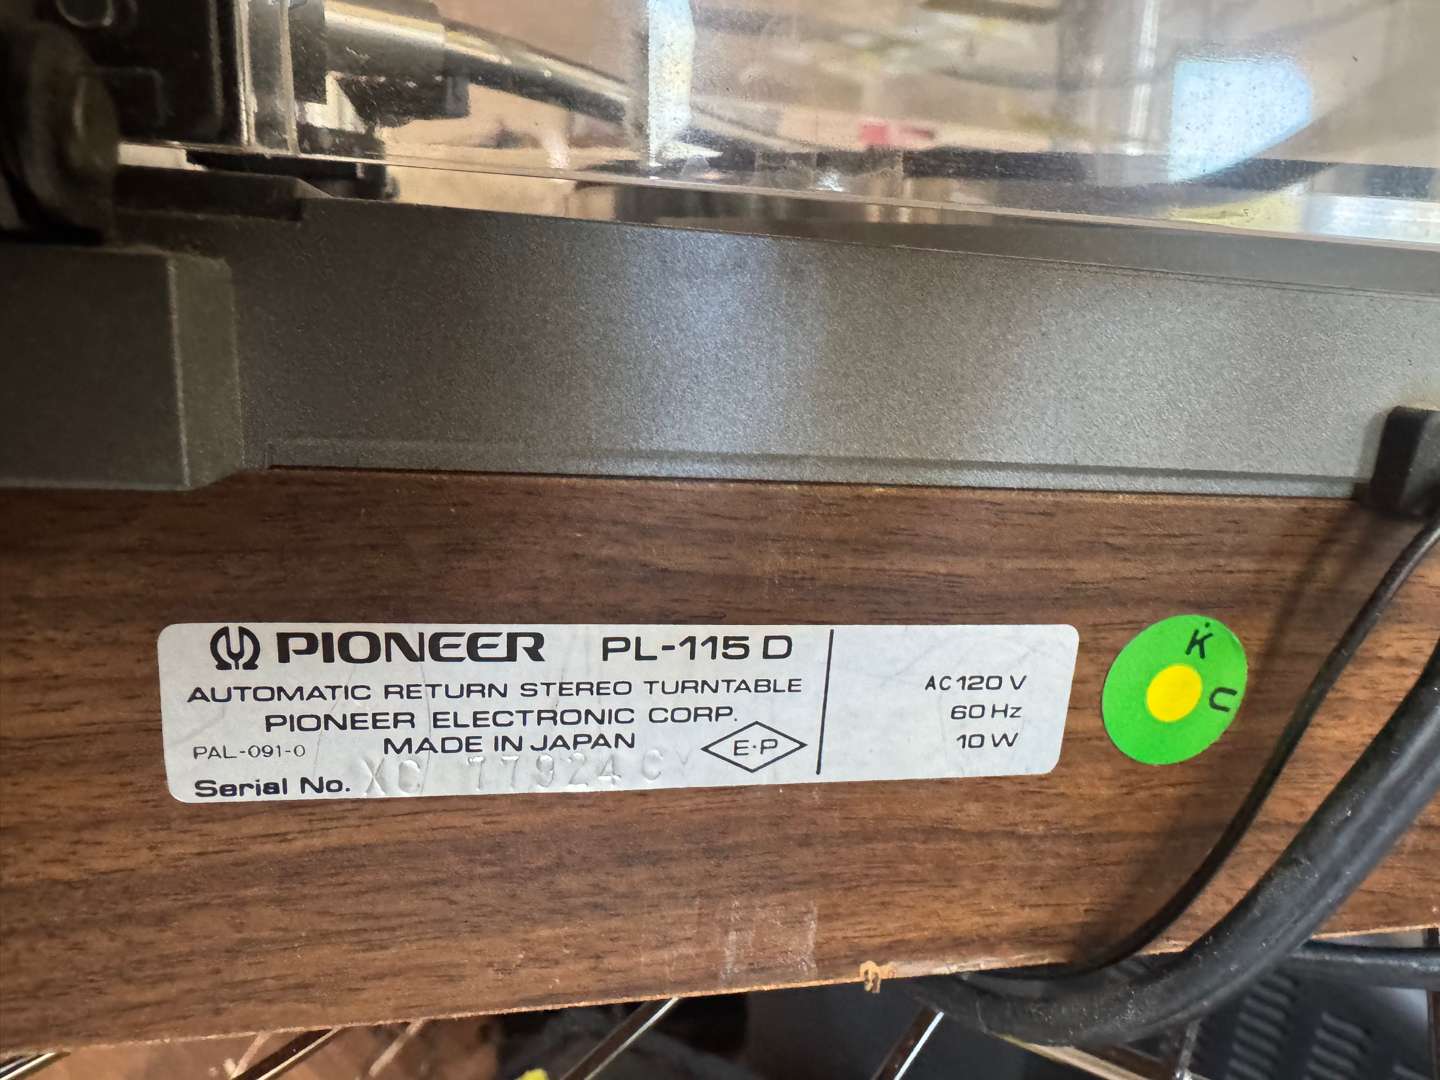 PIONEER PL-115 D
AUTOMATIC RETURN STEREO TURNTABLE
PIONEER ELECTRONIC CORP.
PAL-091-0 MADE IN JAPAN
E·P
Serial No. XC 77924 C
AC 120 V
60 Hz
10 W
K
U